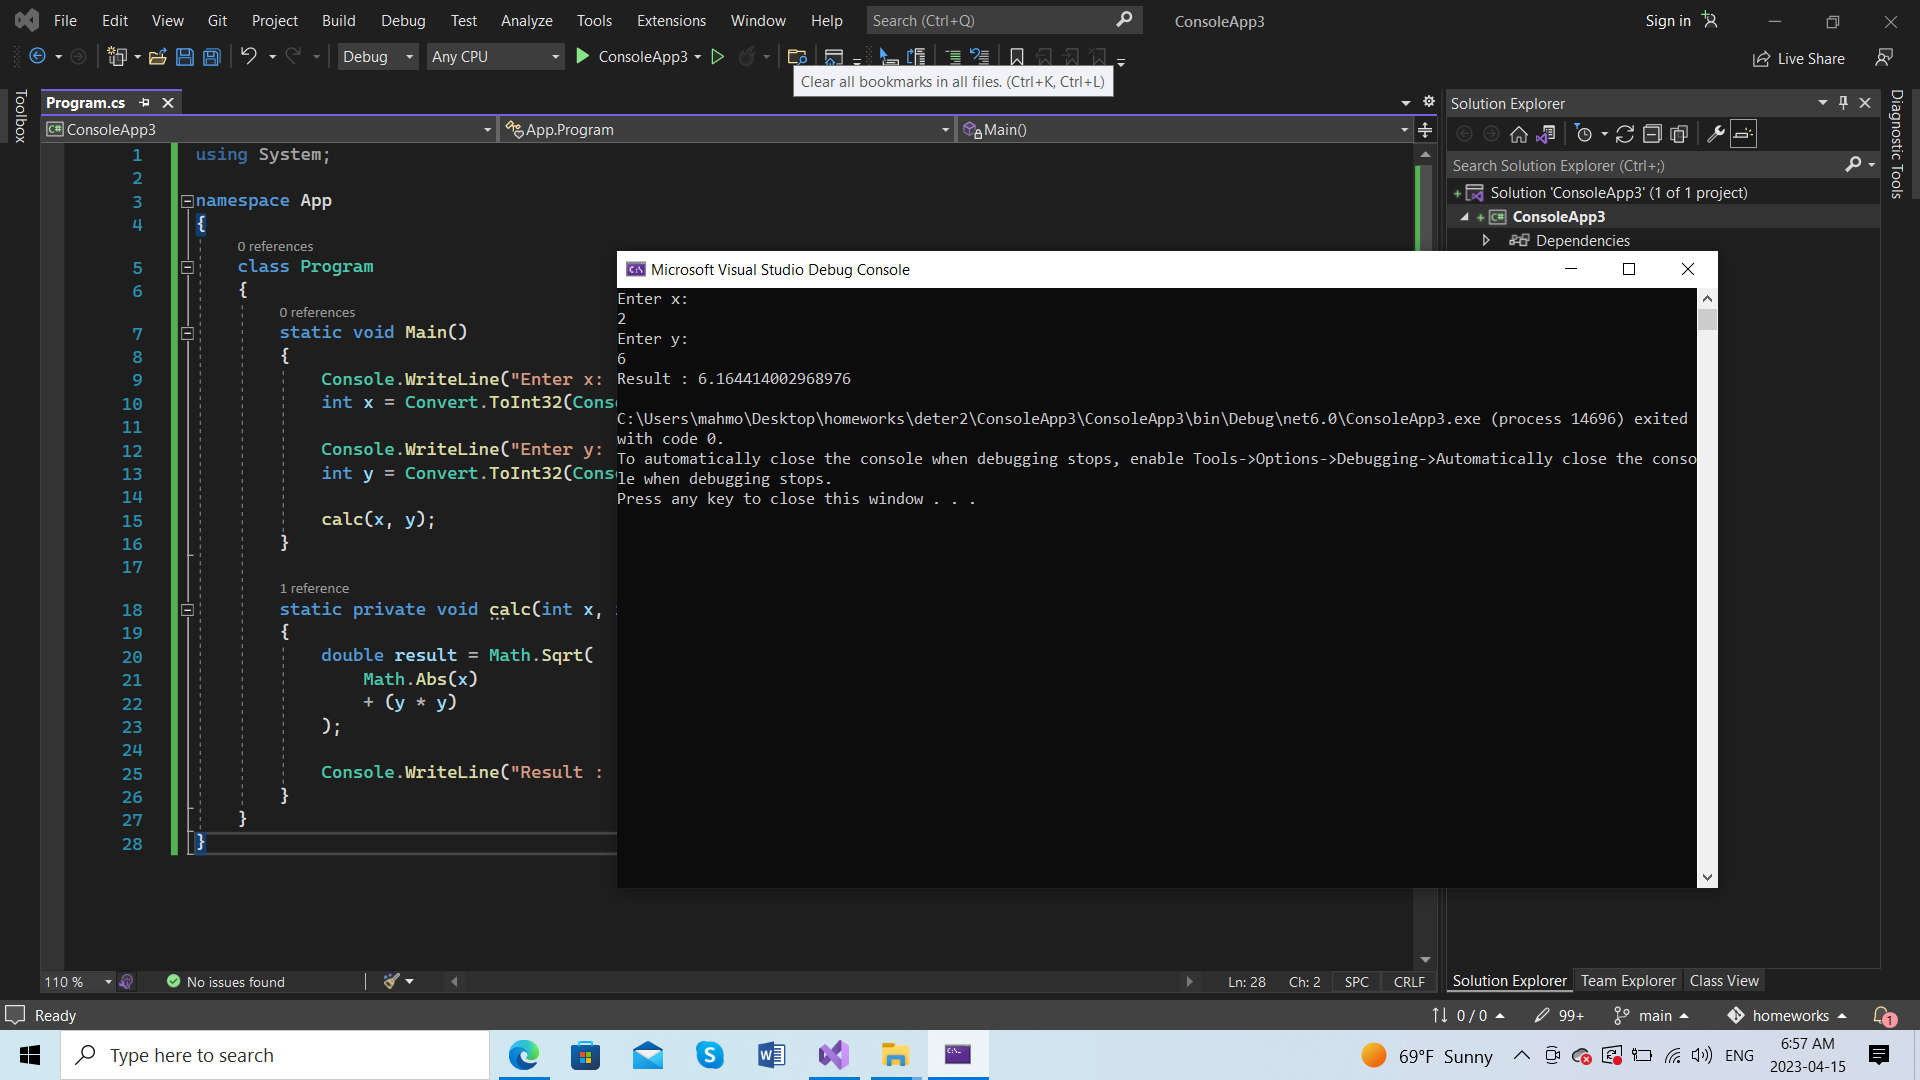 File Edit View Git Project Build Debug Test Analyze Tools Extensions Window Help Search (Ctrl+Q) ConsoleApp3 Sign in
Debug Any CPU ConsoleApp3 Live Share
Clear all bookmarks in all files. (Ctrl+K, Ctrl+L)
Toolbox
Program.cs
ConsoleApp3 App.Program Main()
1 using System;
2
3 namespace App
4 {
0 references
5 class Program
6 {
0 references
7 static void Main()
8 {
9 Console.WriteLine("Enter x:
10 int x = Convert.ToInt32(Cons
11
12 Console.WriteLine("Enter y:
13 int y = Convert.ToInt32(Cons
14
15 calc(x, y);
16 }
17
1 reference
18 static private void calc(int x,
19 {
20 double result = Math.Sqrt(
21 Math.Abs(x)
22 + (y * y)
23 );
24
25 Console.WriteLine("Result :
26 }
27 }
28 }
Microsoft Visual Studio Debug Console
Enter x:
2
Enter y:
6
Result : 6.164414002968976
C:\Users\mahmo\Desktop\homeworks\deter2\ConsoleApp3\ConsoleApp3\bin\Debug\net6.0\ConsoleApp3.exe (process 14696) exited
with code 0.
To automatically close the console when debugging stops, enable Tools->Options->Debugging->Automatically close the conso
le when debugging stops.
Press any key to close this window . . .
Solution Explorer
Search Solution Explorer (Ctrl+;)
Solution 'ConsoleApp3' (1 of 1 project)
C# ConsoleApp3
Dependencies
Diagnostic Tools
110 % No issues found Ln: 28 Ch: 2 SPC CRLF
Solution Explorer Team Explorer Class View
Ready 0 / 0 99+ main homeworks 1
Type here to search
69°F Sunny ENG
6:57 AM
2023-04-15